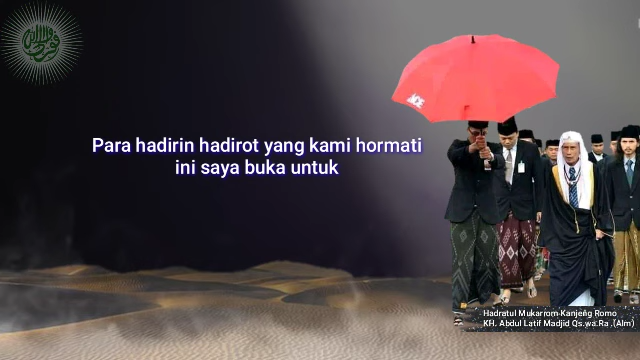 Para hadirin hadirot yang kami hormati
ini saya buka untuk
ACE
Hadratul Mukarrom Kanjeng Romo
KH. Abdul Latif Madjid Qs.wa.Ra .(Alm)